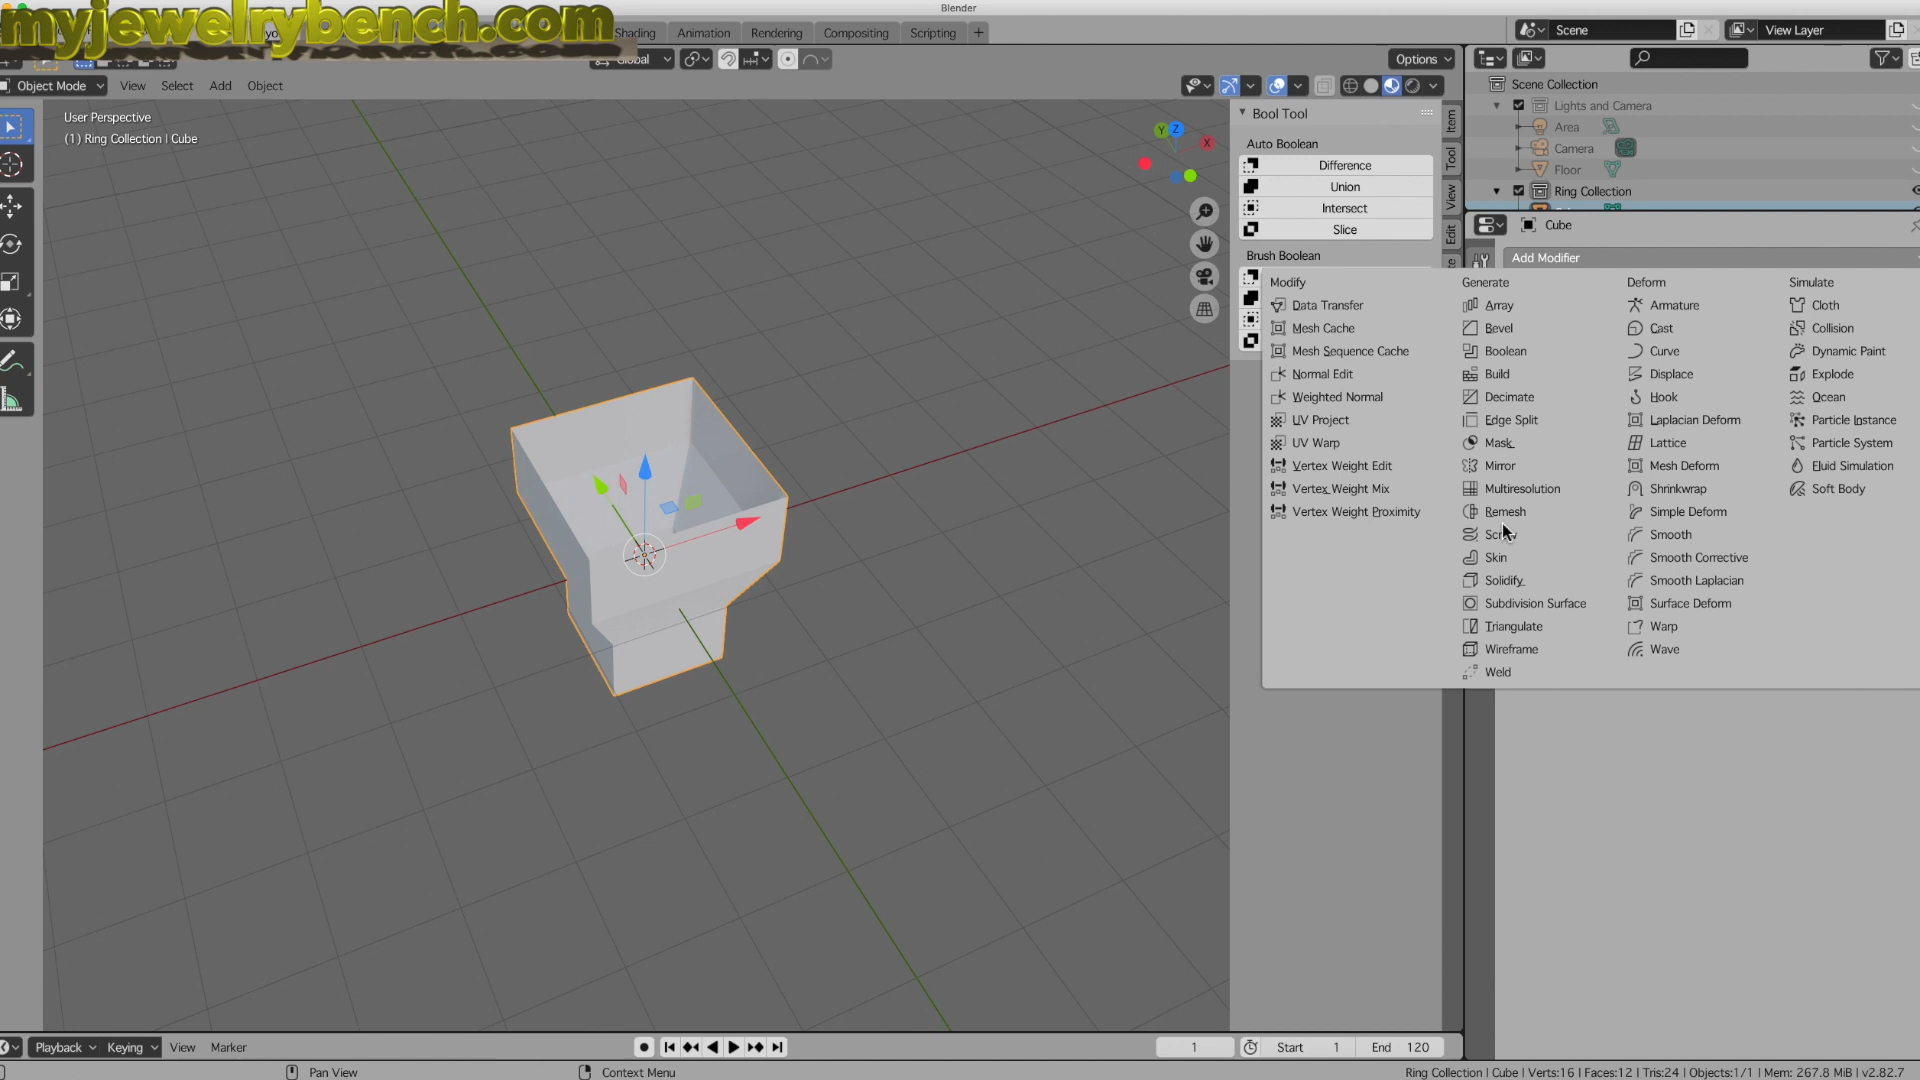 Blender
myjewelrybench.com
Shading
Animation
Rendering
Compositing
Scripting
+
Scene
View Layer
Global
Options
Object Mode
View
Select
Add
Object
User Perspective
(1) Ring Collection | Cube
Y
Z
X
Bool Tool
Auto Boolean
Difference
Union
Intersect
Slice
Brush Boolean
Item
Tool
View
Edit
Scene Collection
Lights and Camera
Area
Camera
Floor
Ring Collection
Cube
Add Modifier
Modify
Data Transfer
Mesh Cache
Mesh Sequence Cache
Normal Edit
Weighted Normal
UV Project
UV Warp
Vertex Weight Edit
Vertex Weight Mix
Vertex Weight Proximity
Generate
Array
Bevel
Boolean
Build
Decimate
Edge Split
Mask
Mirror
Multiresolution
Remesh
Skin
Solidify
Subdivision Surface
Triangulate
Wireframe
Weld
Deform
Armature
Cast
Curve
Displace
Hook
Laplacian Deform
Lattice
Mesh Deform
Shrinkwrap
Simple Deform
Smooth
Smooth Corrective
Smooth Laplacian
Surface Deform
Warp
Wave
Simulate
Cloth
Collision
Dynamic Paint
Explode
Ocean
Particle Instance
Particle System
Fluid Simulation
Soft Body
Playback
Keying
View
Marker
1
Start 1
End 120
Pan View
Context Menu
Ring Collection | Cube | Verts:16 | Faces:12 | Tris:24 | Objects:1/1 | Mem: 267.8 MiB | v2.82.7